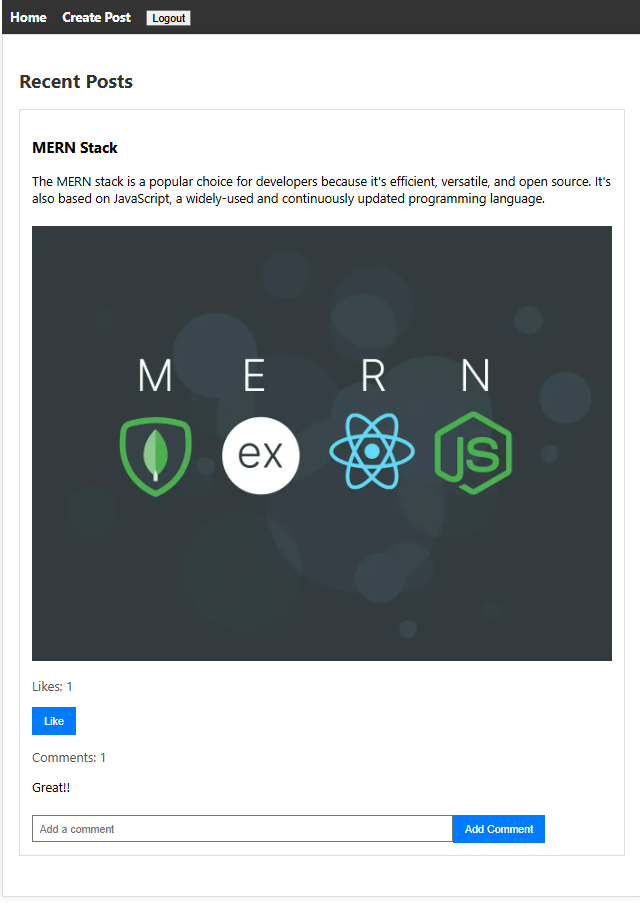 Home Create Post Logout
Recent Posts
MERN Stack
The MERN stack is a popular choice for developers because it's efficient, versatile, and open source. It's
also based on JavaScript, a widely-used and continuously updated programming language.
M E R N
ex JS
Likes: 1
Like
Comments: 1
Great!!
Add a comment Add Comment